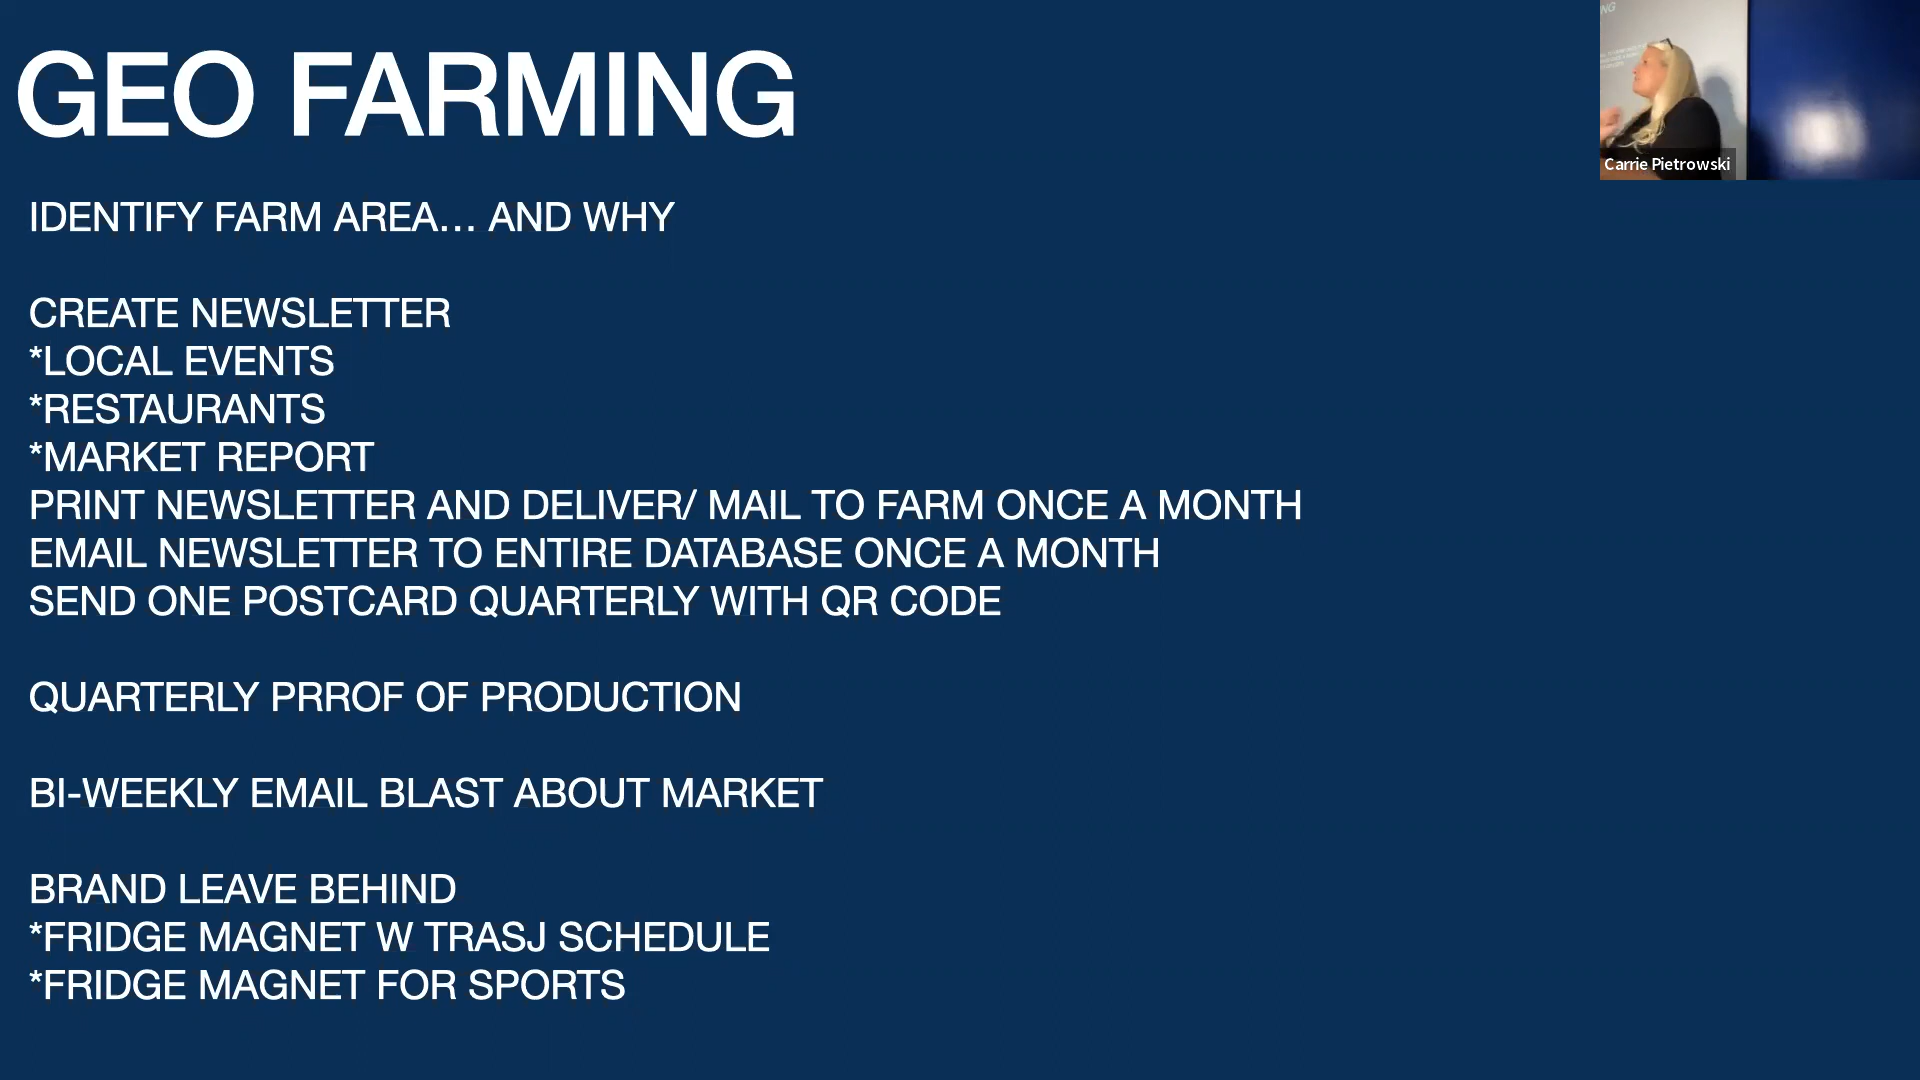 GEO FARMING
IDENTIFY FARM AREA... AND WHY
CREATE NEWSLETTER
*LOCAL EVENTS
*RESTAURANTS
*MARKET REPORT
PRINT NEWSLETTER AND DELIVER/ MAIL TO FARM ONCE A MONTH
EMAIL NEWSLETTER TO ENTIRE DATABASE ONCE A MONTH
SEND ONE POSTCARD QUARTERLY WITH QR CODE
QUARTERLY PRROF OF PRODUCTION
BI-WEEKLY EMAIL BLAST ABOUT MARKET
BRAND LEAVE BEHIND
*FRIDGE MAGNET W TRASJ SCHEDULE
*FRIDGE MAGNET FOR SPORTS
Carrie Pietrowski